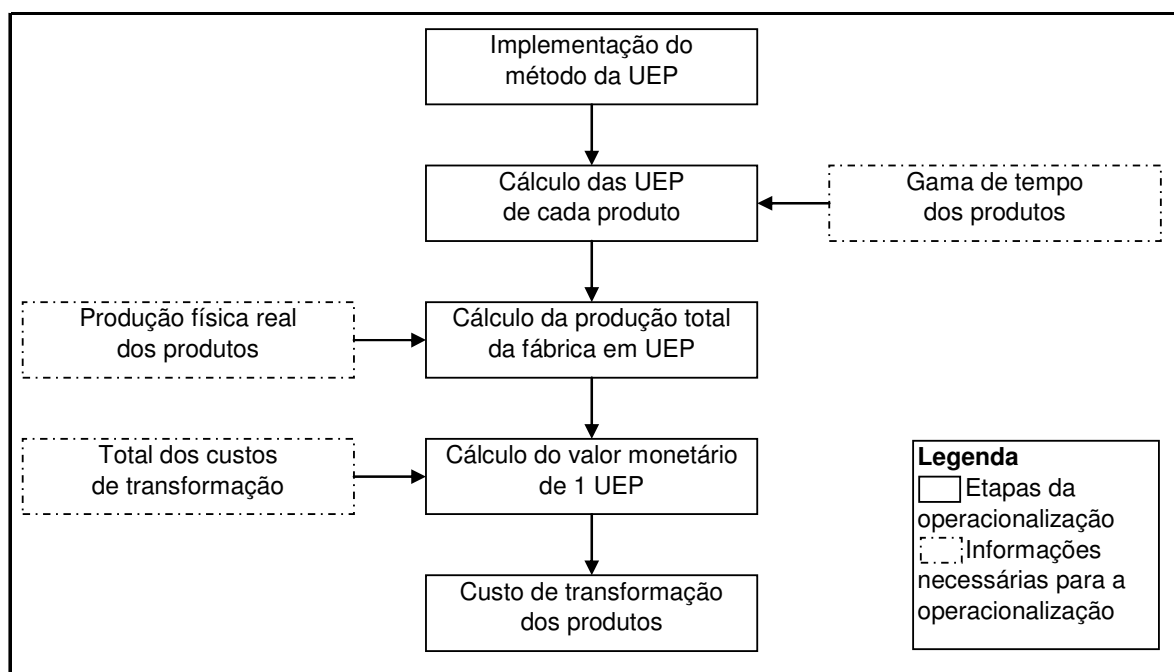 Implementação do
método da UEP
Cálculo das UEP
de cada produto
Gama de tempo
dos produtos
Produção física real
dos produtos
Cálculo da produção total
da fábrica em UEP
Total dos custos
de transformação
Cálculo do valor monetário
de 1 UEP
Custo de transformação
dos produtos
Legenda
Etapas da
operacionalização
Informações
necessárias para a
operacionalização